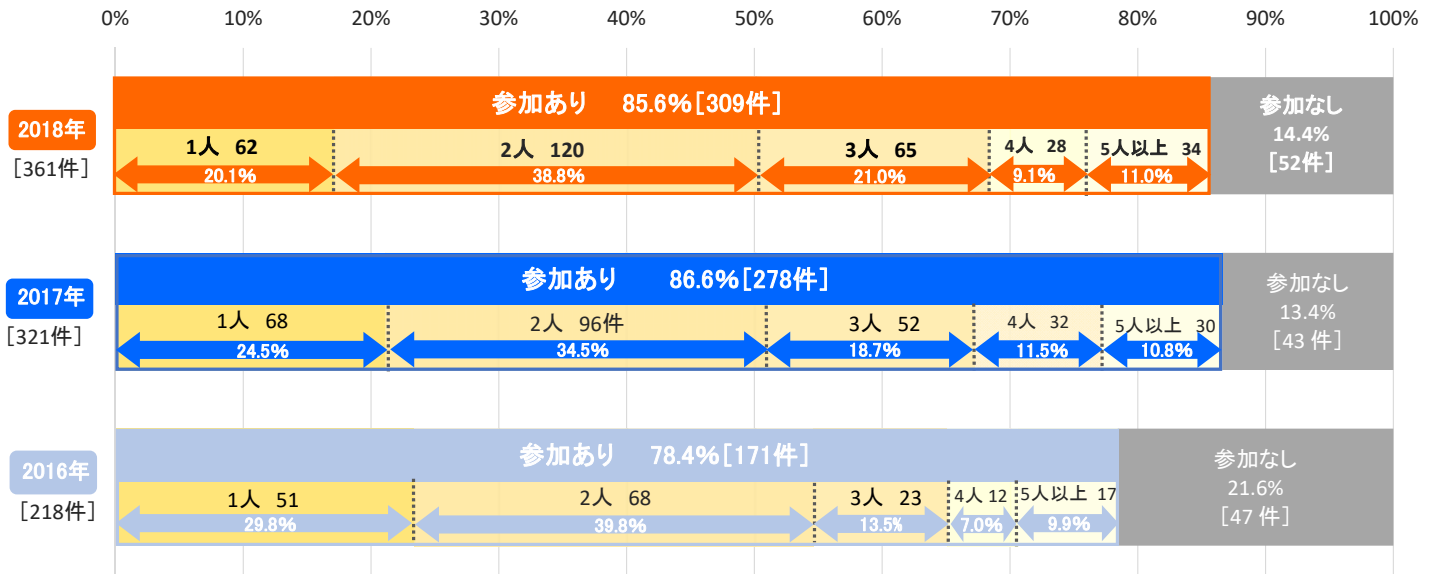 0% 10% 20% 30% 40% 50% 60% 70% 80% 90% 100%
2018年
[361件]
参加あり 85.6%[309件]
1人 62
20.1%
2人 120
38.8%
3人 65
21.0%
4人 28
9.1%
5人以上 34
11.0%
参加なし
14.4%
[52件]
2017年
[321件]
参加あり 86.6%[278件]
1人 68
24.5%
2人 96件
34.5%
3人 52
18.7%
4人 32
11.5%
5人以上 30
10.8%
参加なし
13.4%
[43 件]
2016年
[218件]
参加あり 78.4%[171件]
1人 51
29.8%
2人 68
39.8%
3人 23
13.5%
4人 12
7.0%
5人以上 17
9.9%
参加なし
21.6%
[47 件]